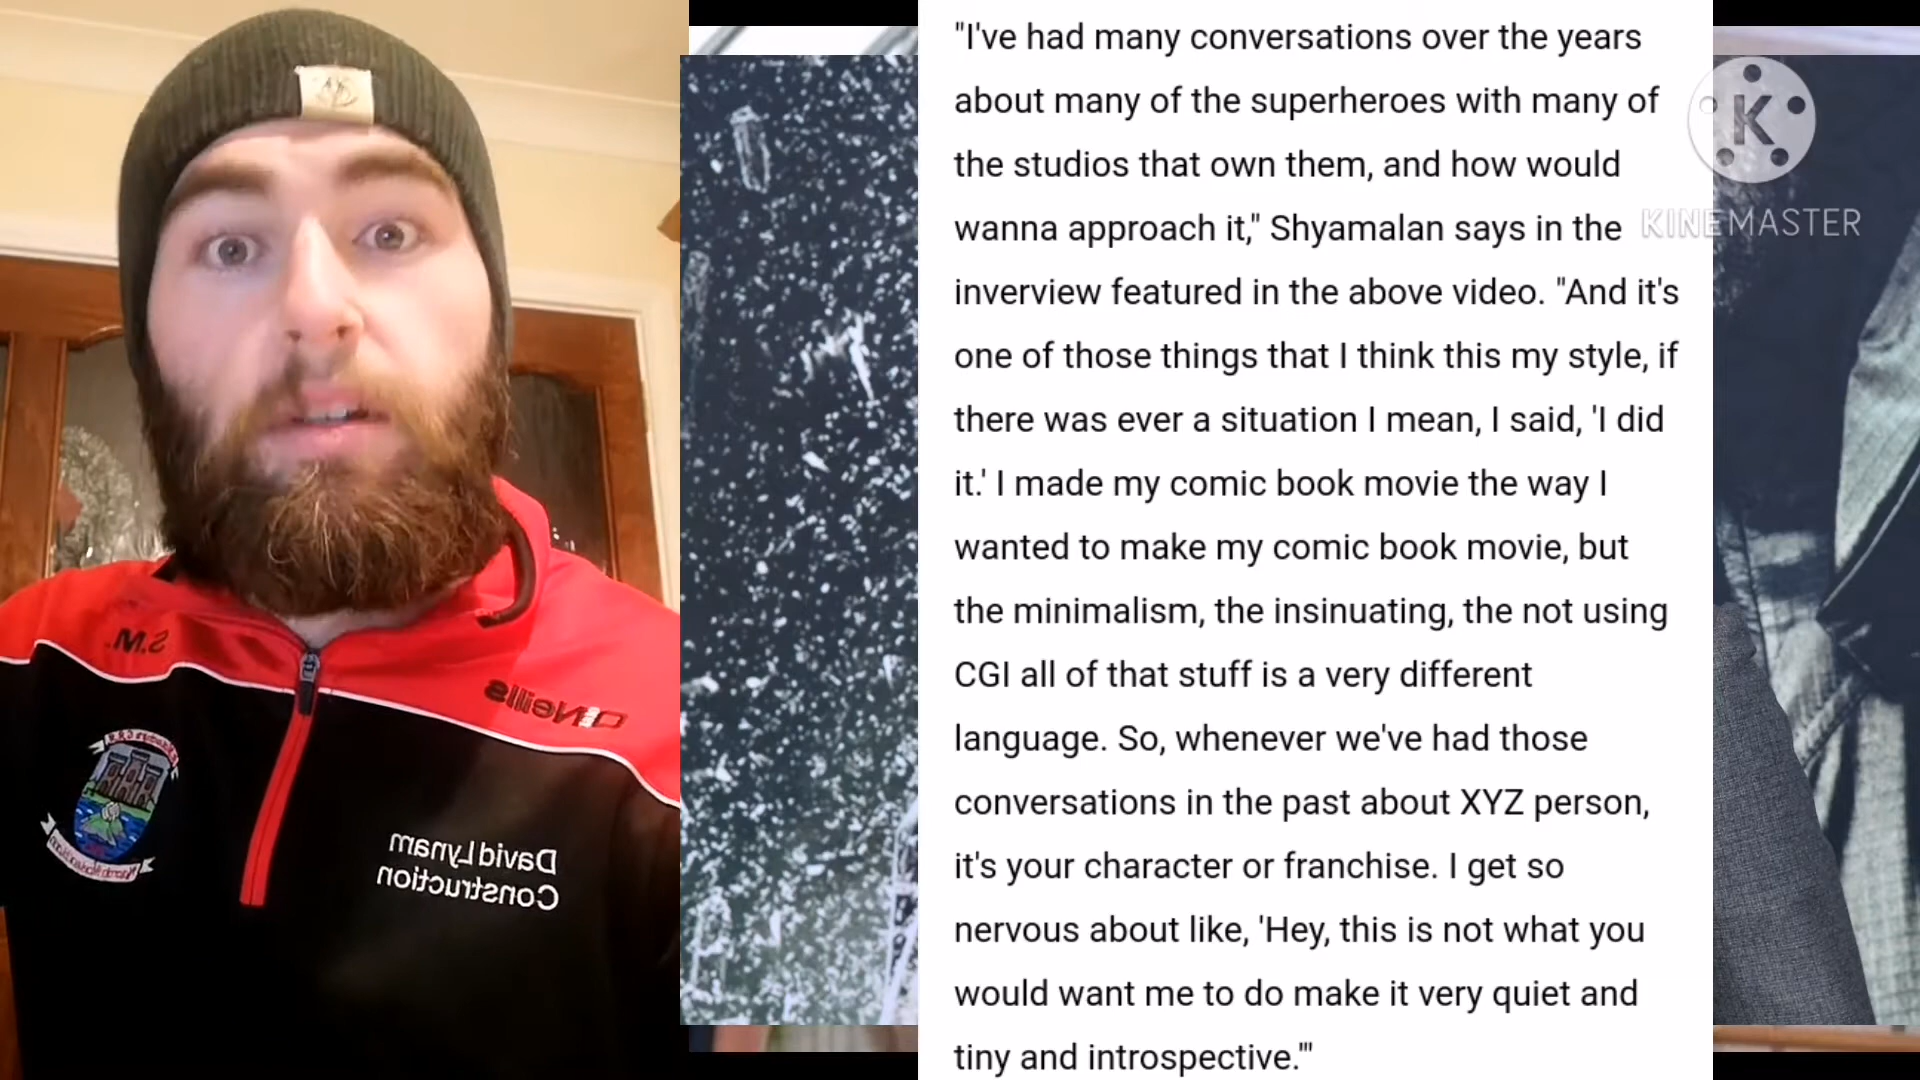 "I've had many conversations over the years
about many of the superheroes with many of
the studios that own them, and how would
wanna approach it," Shyamalan says in the
inverview featured in the above video. "And it's
one of those things that I think this my style, if
there was ever a situation I mean, I said, 'I did
it.' I made my comic book movie the way I
wanted to make my comic book movie, but
the minimalism, the insinuating, the not using
CGI all of that stuff is a very different
language. So, whenever we've had those
conversations in the past about XYZ person,
it's your character or franchise. I get so
nervous about like, 'Hey, this is not what you
would want me to do make it very quiet and
tiny and introspective.'"
K
KINEMASTER
S.M.
O'Neills
David Lynam
Construction